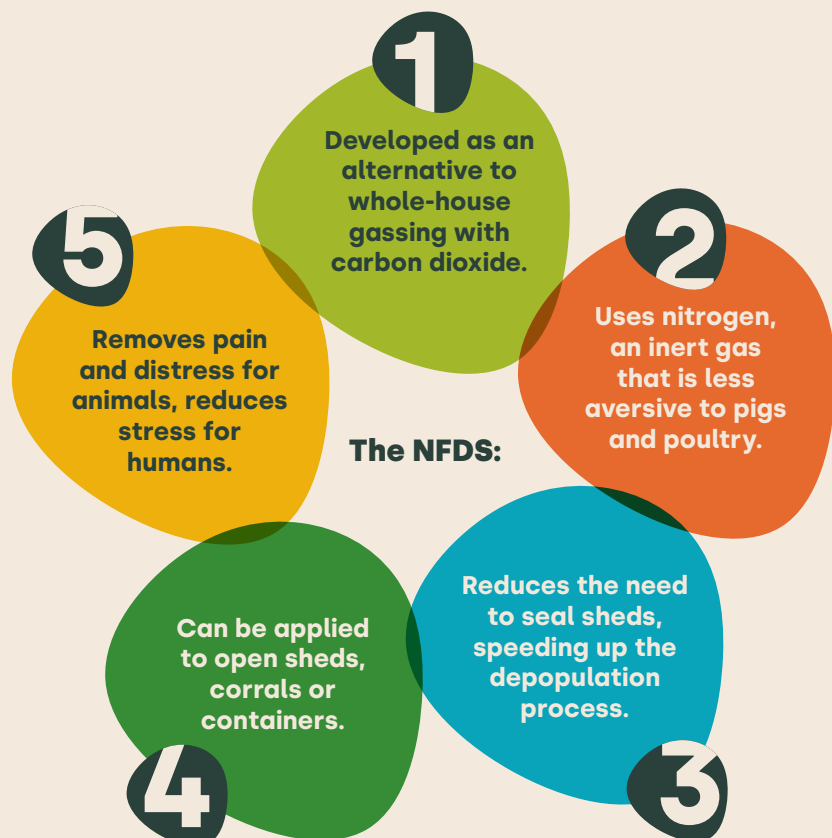 1
Developed as an
alternative to
whole-house
gassing with
carbon dioxide.
2
Uses nitrogen,
an inert gas
that is less
aversive to pigs
and poultry.
The NFDS:
3
Reduces the need
to seal sheds,
speeding up the
depopulation
process.
4
Can be applied
to open sheds,
corrals or
containers.
5
Removes pain
and distress for
animals, reduces
stress for
humans.